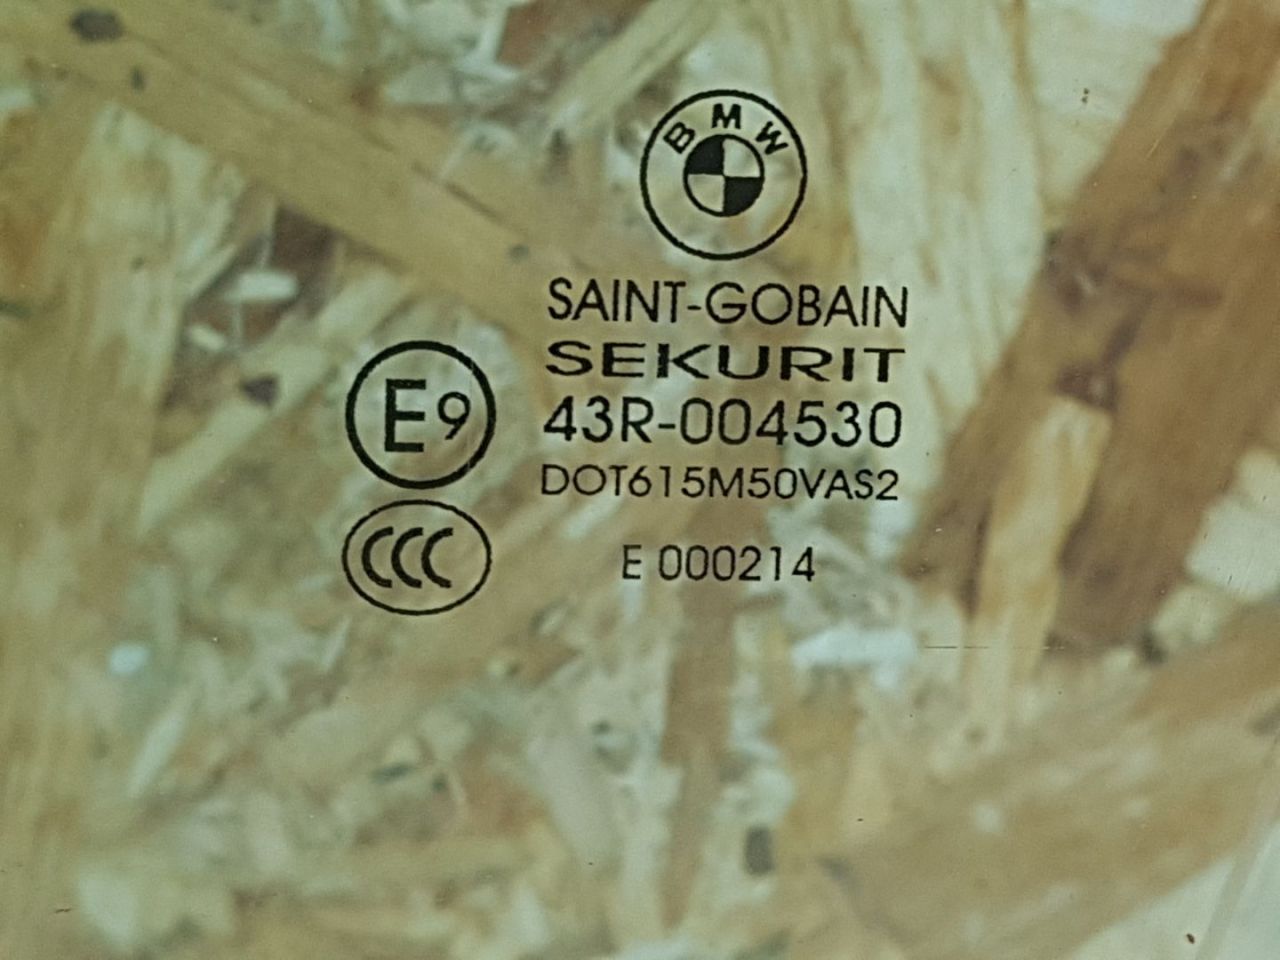 BMW
SAINT-GOBAIN
SEKURIT
E9
43R-004530
DOT615M50VAS2
CCC
E 000214